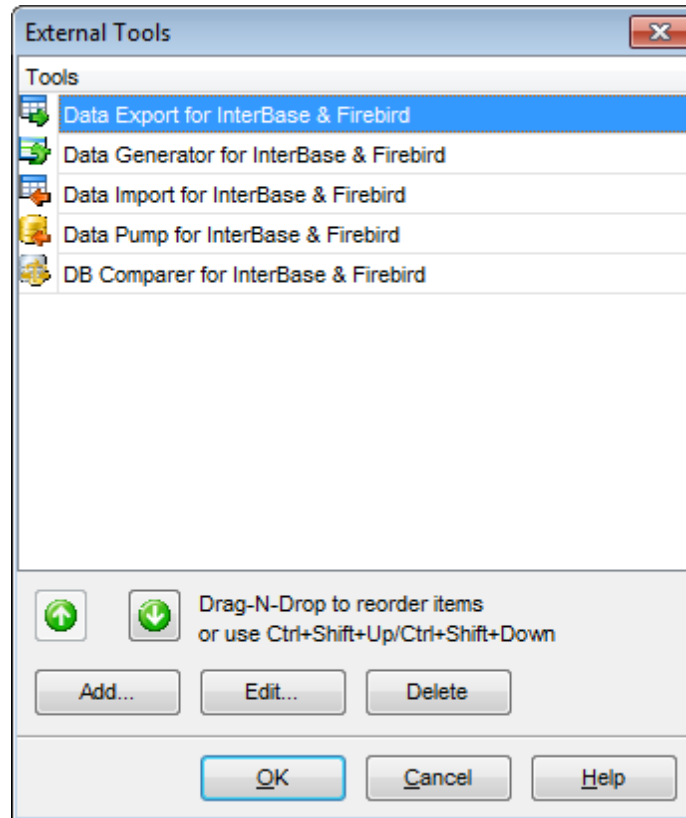 External Tools
Tools
Data Export for InterBase & Firebird
Data Generator for InterBase & Firebird
Data Import for InterBase & Firebird
Data Pump for InterBase & Firebird
DB Comparer for InterBase & Firebird
Drag-N-Drop to reorder items
or use Ctrl+Shift+Up/Ctrl+Shift+Down
Add... Edit... Delete
OK Cancel Help